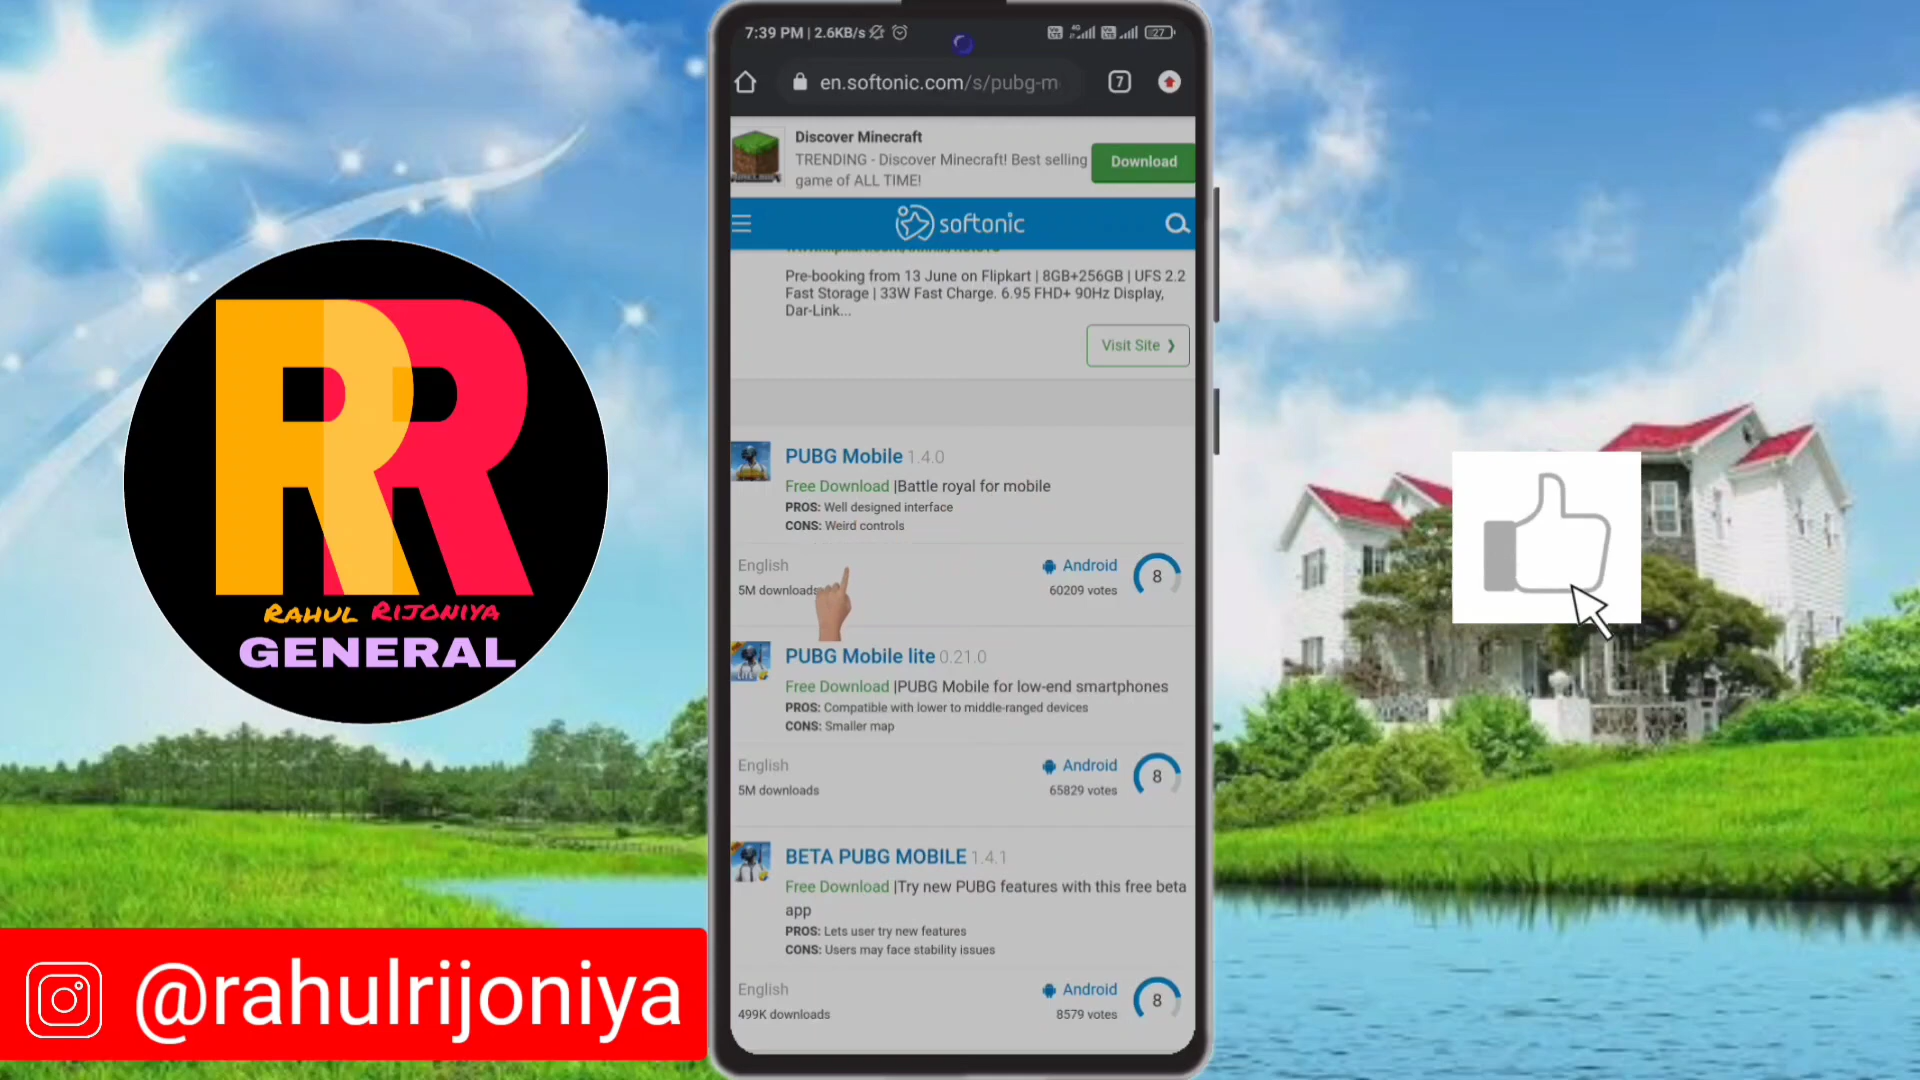 7:39 PM | 2.6KB/s
27
en.softonic.com/s/pubg-m
7
Discover Minecraft
TRENDING - Discover Minecraft! Best selling
game of ALL TIME!
Download
softonic
Pre-booking from 13 June on Flipkart | 8GB+256GB | UFS 2.2
Fast Storage | 33W Fast Charge. 6.95 FHD+ 90Hz Display,
Dar-Link...
Visit Site ❯
PUBG Mobile 1.4.0
Free Download |Battle royal for mobile
PROS: Well designed interface
CONS: Weird controls
English
Android
8
5M downloads
60209 votes
PUBG Mobile lite 0.21.0
Free Download |PUBG Mobile for low-end smartphones
PROS: Compatible with lower to middle-ranged devices
CONS: Smaller map
English
Android
8
5M downloads
65829 votes
BETA PUBG MOBILE 1.4.1
Free Download |Try new PUBG features with this free beta
app
PROS: Lets user try new features
CONS: Users may face stability issues
English
Android
8
499K downloads
8579 votes
RR
RAHUL RIJONIYA
GENERAL
@rahulrijoniya